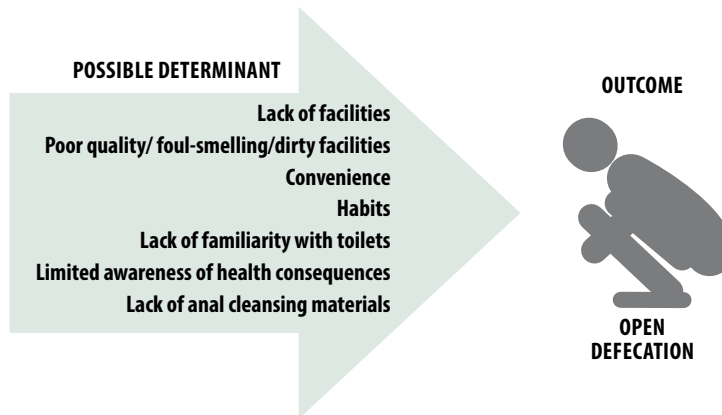 POSSIBLE DETERMINANT
Lack of facilities
Poor quality/ foul-smelling/dirty facilities
Convenience
Habits
Lack of familiarity with toilets
Limited awareness of health consequences
Lack of anal cleansing materials
OUTCOME
OPEN
DEFECATION